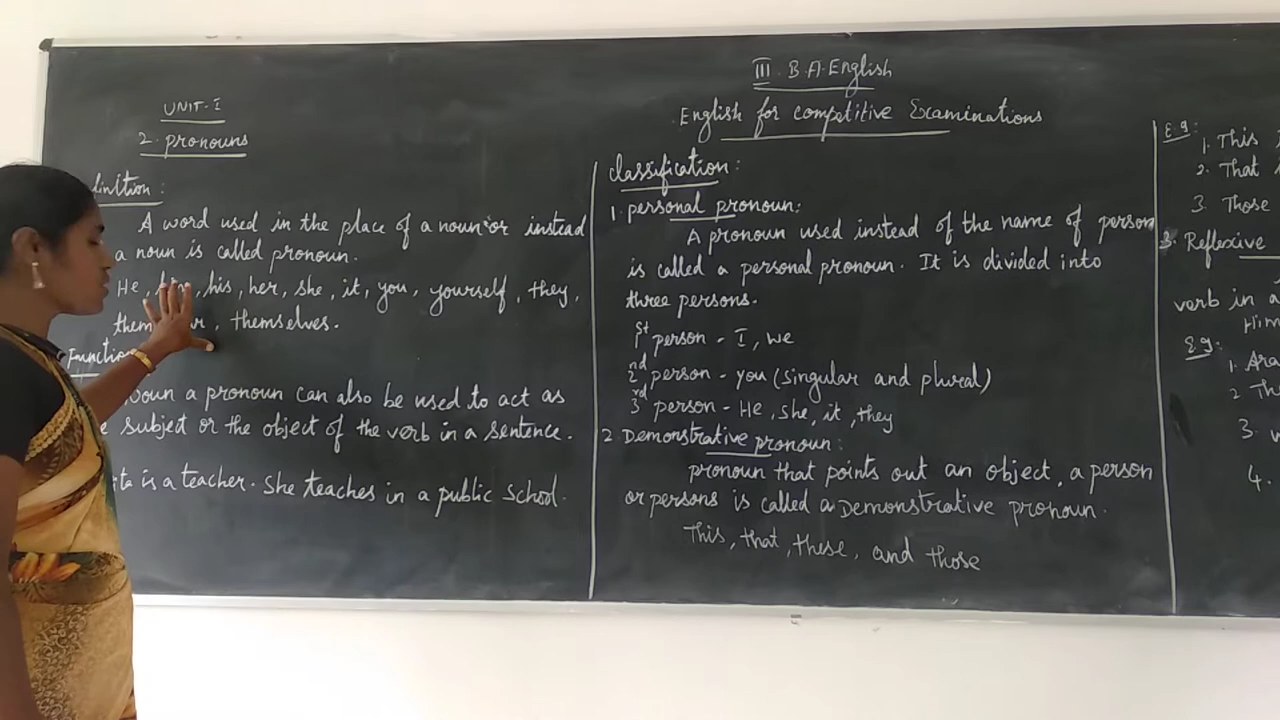 III. B.A. English
English for competitive Examinations
UNIT-I
2. pronouns
finition:
A word used in the place of a noun or instead
a noun is called pronoun.
He, his, her, she, it, you, yourself, they,
them, themselves.
Function
Noun a pronoun can also be used to act as
subject or the object of the verb in a sentence.
is a teacher. She teaches in a public school.
classification:
1. personal pronoun:
A pronoun used instead of the name of person
is called a personal pronoun. It is divided into
three persons.
1st person - I, we
2nd person - you (singular and plural)
3rd person - He, she, it, they
2. Demonstrative pronoun:
pronoun that points out an object, a person
or persons is called a Demonstrative pronoun.
This, that, these, and those
E.g:
1. This
2. That
3. Those
3. Reflexive
verb in a
Eg:
1. Ara
2. Th
3.
4.